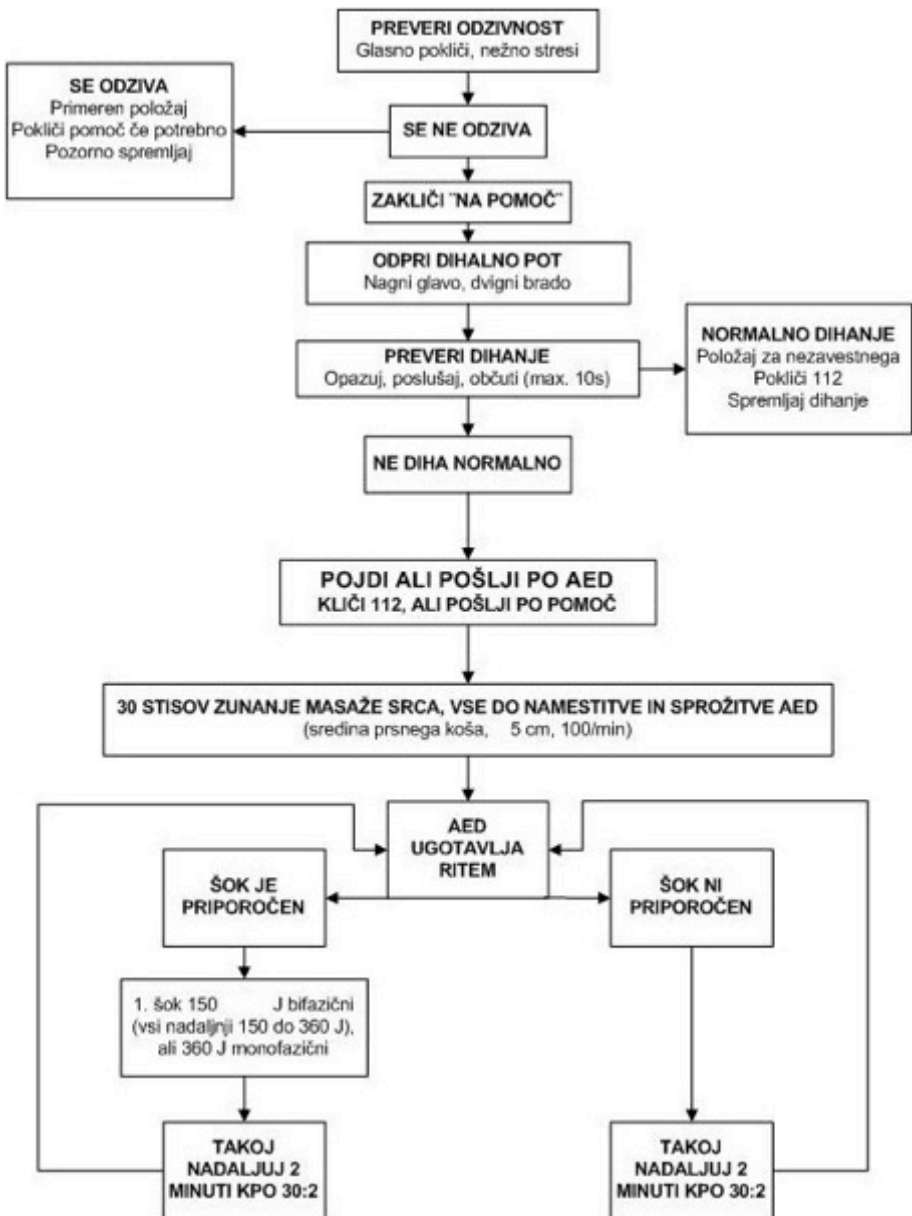 PREVERI ODZIVNOST
Glasno pokliči, nežno stresi
SE ODZIVA
Primeren položaj
Pokliči pomoč če potrebno
Pozorno spremljaj
SE NE ODZIVA
ZAKLIČI ¨NA POMOČ¨
ODPRI DIHALNO POT
Nagni glavo, dvigni brado
PREVERI DIHANJE
Opazuj, poslušaj, občuti (max. 10s)
NORMALNO DIHANJE
Položaj za nezavestnega
Pokliči 112
Spremljaj dihanje
NE DIHA NORMALNO
POJDI ALI POŠLJI PO AED
KLIČI 112, ALI POŠLJI PO POMOČ
30 STISOV ZUNANJE MASAŽE SRCA, VSE DO NAMESTITVE IN SPROŽITVE AED
(sredina prsnega koša, 5 cm, 100/min)
AED
UGOTAVLJA
RITEM
ŠOK JE
PRIPOROČEN
ŠOK NI
PRIPOROČEN
1. šok 150 J bifazični
(vsi nadaljnji 150 do 360 J),
ali 360 J monofazični
TAKOJ
NADALJUJ 2
MINUTI KPO 30:2
TAKOJ
NADALJUJ 2
MINUTI KPO 30:2